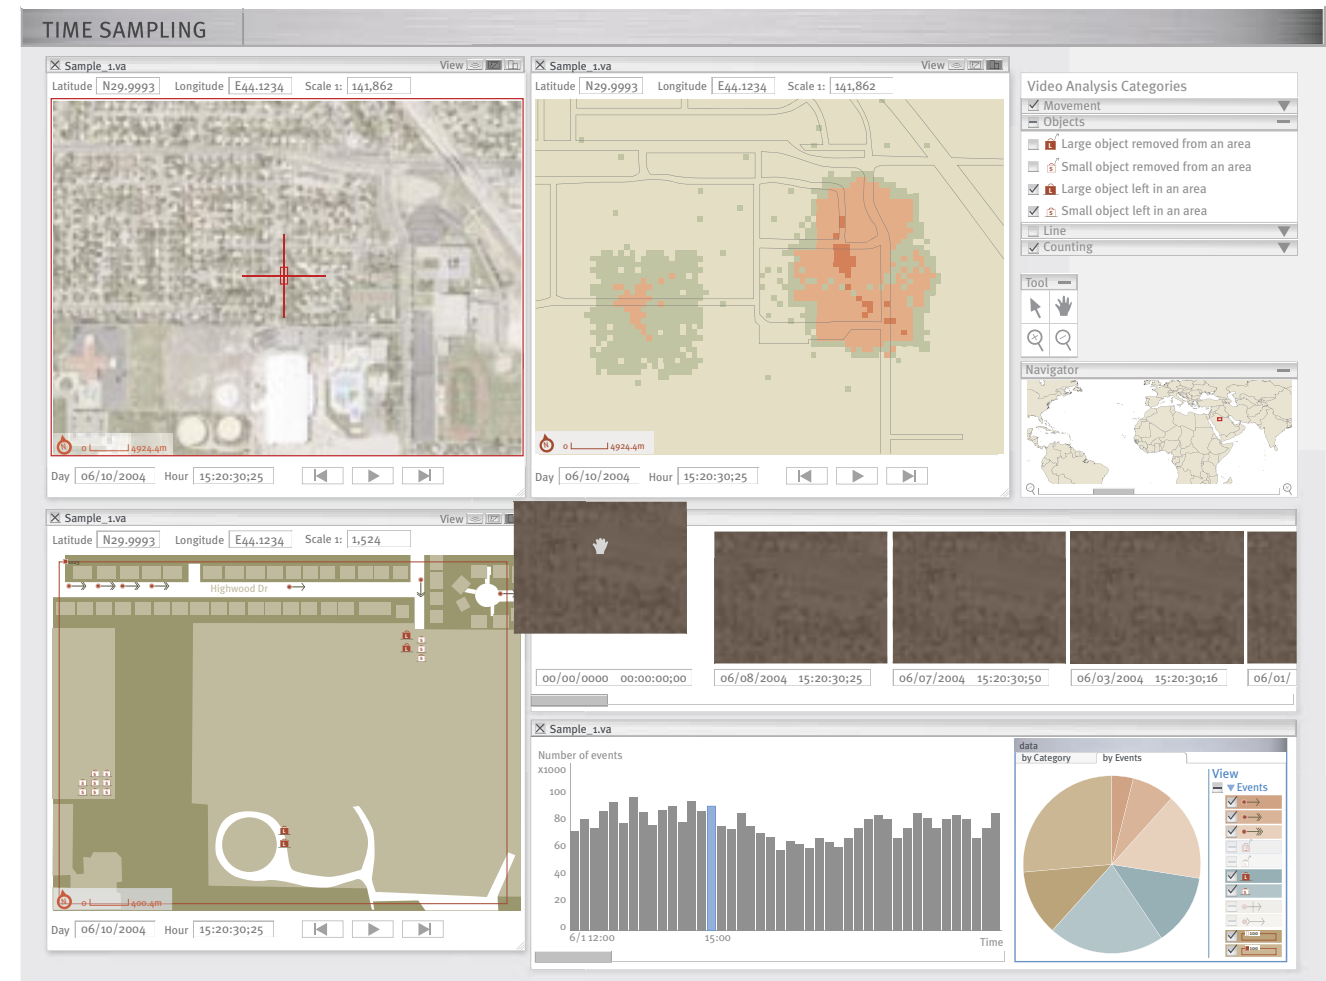 TIME SAMPLING
Sample_1.va View
Latitude N29.9993 Longitude E44.1234 Scale 1: 141,862
N 0 4924.4m
Day 06/10/2004 Hour 15:20:30;25
Sample_1.va View
Latitude N29.9993 Longitude E44.1234 Scale 1: 141,862
N 0 4924.4m
Day 06/10/2004 Hour 15:20:30;25
Video Analysis Categories
Movement
Objects
L Large object removed from an area
S Small object removed from an area
L Large object left in an area
S Small object left in an area
Line
Counting
Tool
Navigator
Sample_1.va View
Latitude N29.9993 Longitude E44.1234 Scale 1: 1,524
Highwood Dr
N 0 400.4m
Day 06/10/2004 Hour 15:20:30;25
00/00/0000 00:00:00;00
06/08/2004 15:20:30;25
06/07/2004 15:20:30;50
06/03/2004 15:20:30;16
06/01/
Sample_1.va
Number of events
X1000
100
80
60
40
20
0
6/1 12:00 15:00 Time
data
by Category by Events
View
Events